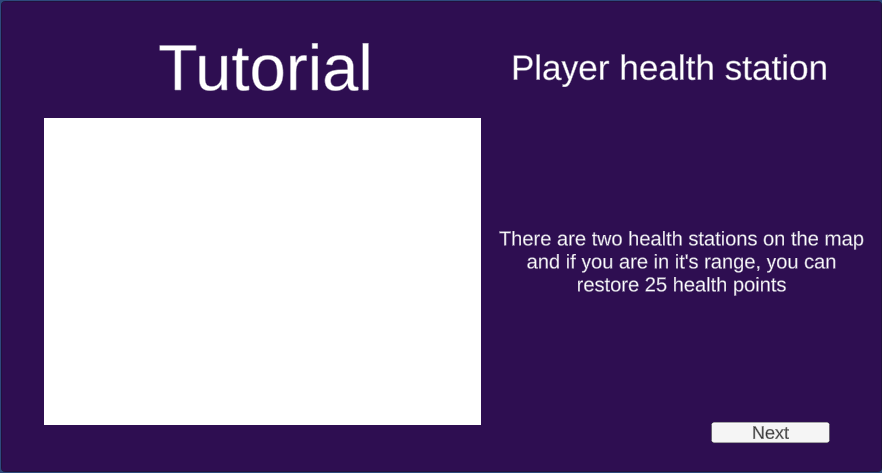 Tutorial
Player health station
There are two health stations on the map
and if you are in it's range, you can
restore 25 health points
Next